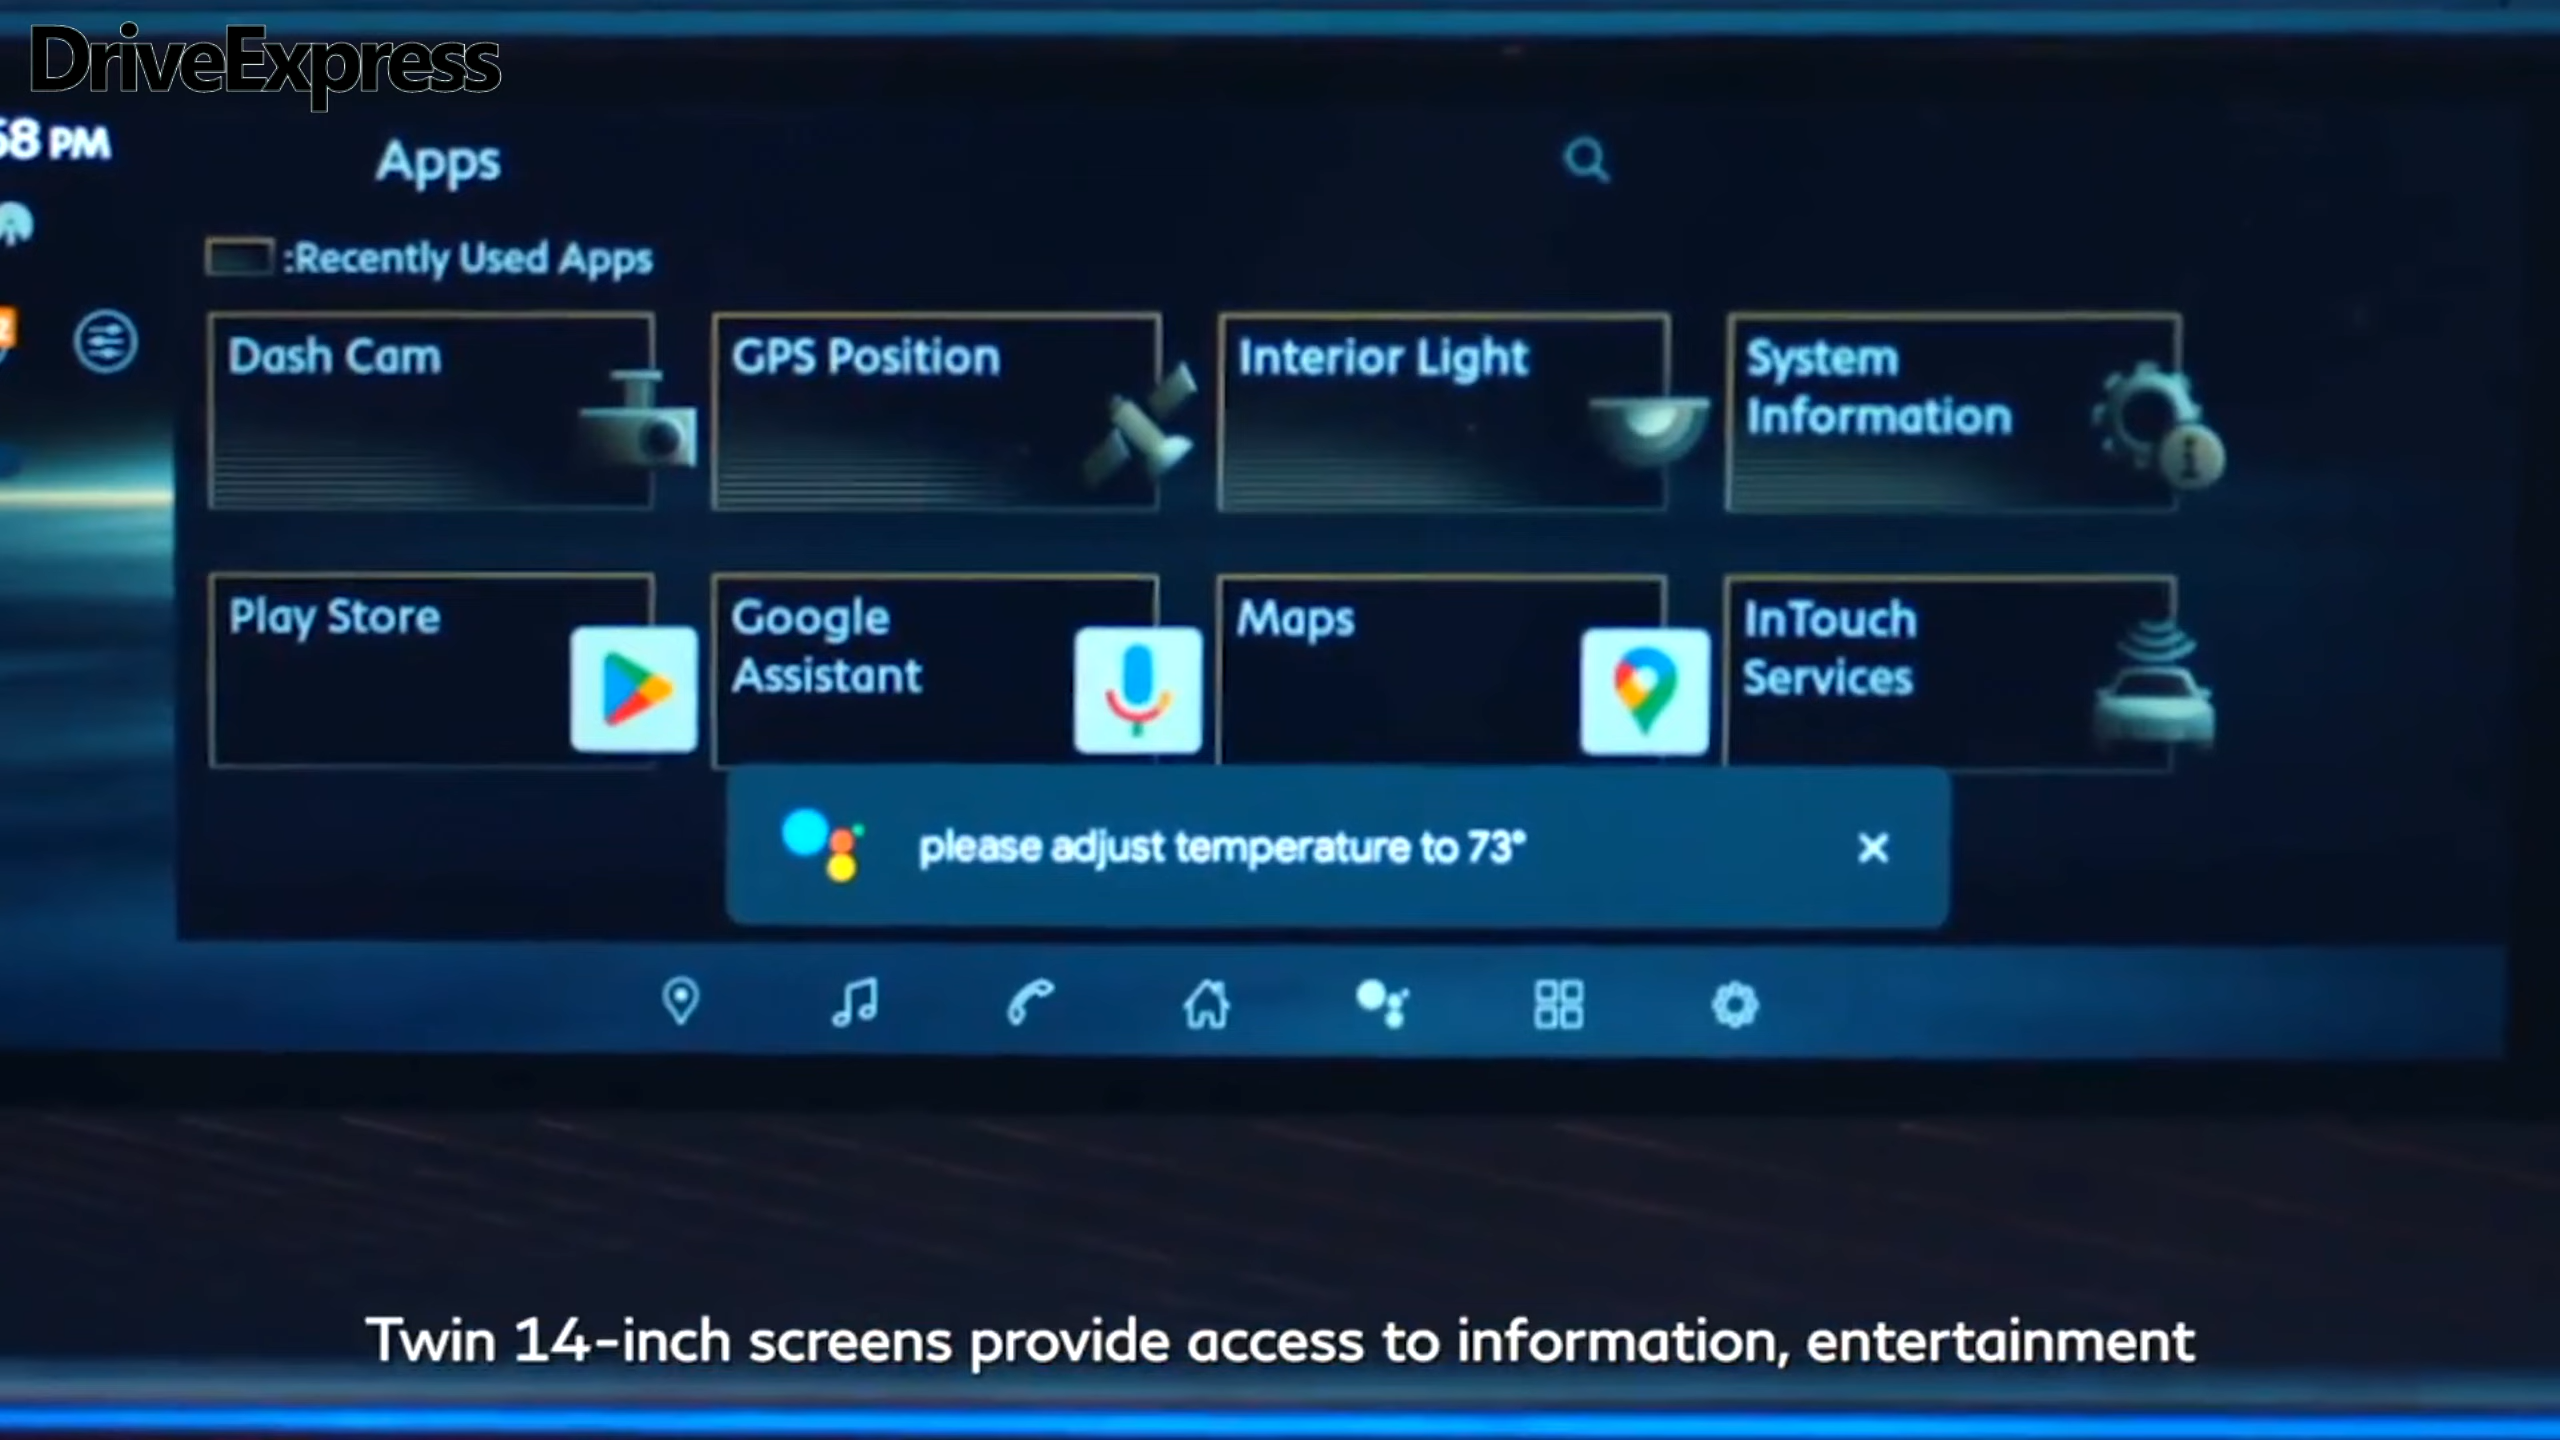 DriveExpress
58 PM
Apps
:Recently Used Apps
Dash Cam
GPS Position
Interior Light
System
Information
Play Store
Google
Assistant
Maps
InTouch
Services
please adjust temperature to 73°
Twin 14-inch screens provide access to information, entertainment